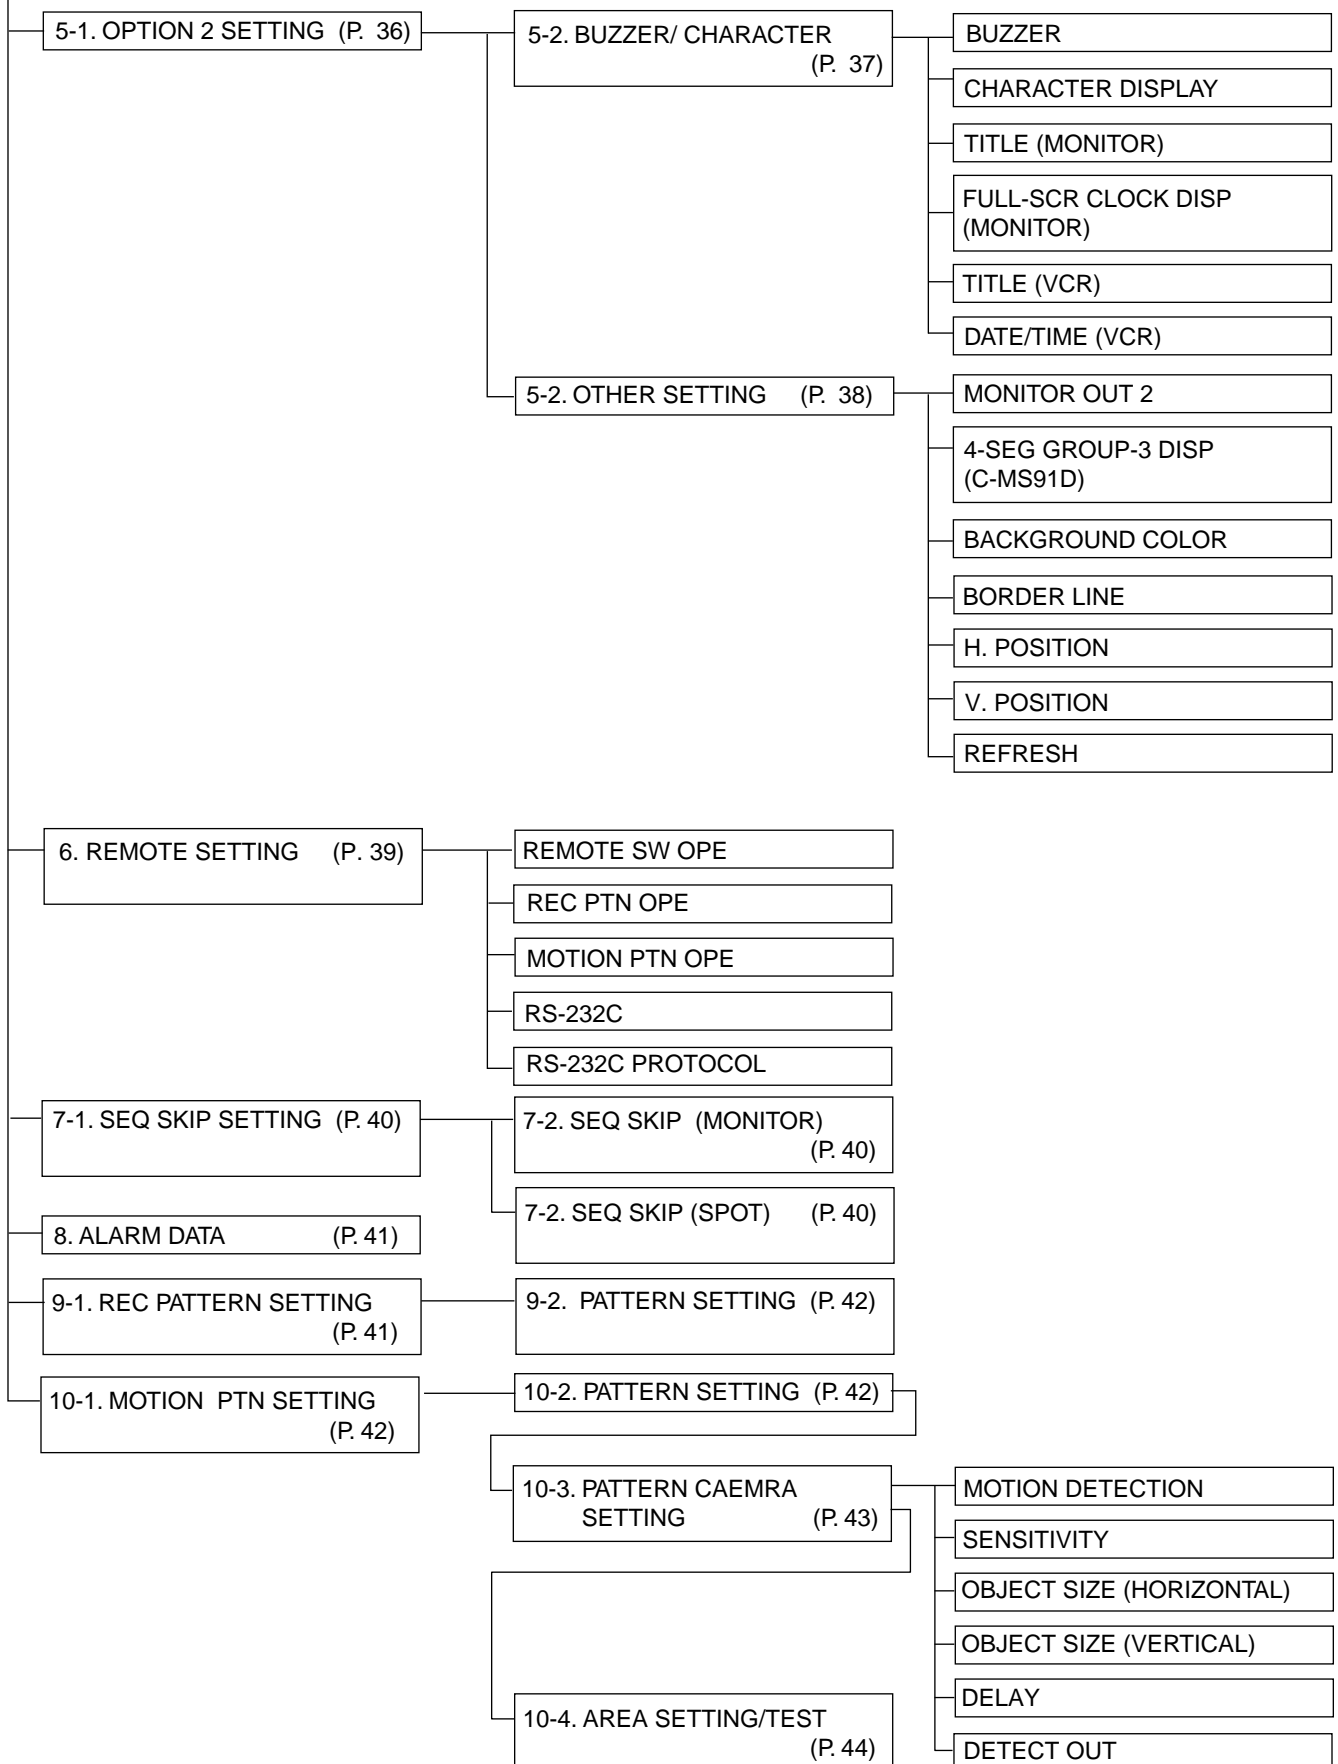 5-1. OPTION 2 SETTING (P. 36)
5-2. BUZZER/ CHARACTER
(P. 37)
BUZZER
CHARACTER DISPLAY
TITLE (MONITOR)
FULL-SCR CLOCK DISP
(MONITOR)
TITLE (VCR)
DATE/TIME (VCR)
5-2. OTHER SETTING (P. 38)
MONITOR OUT 2
4-SEG GROUP-3 DISP
(C-MS91D)
BACKGROUND COLOR
BORDER LINE
H. POSITION
V. POSITION
REFRESH
6. REMOTE SETTING (P. 39)
REMOTE SW OPE
REC PTN OPE
MOTION PTN OPE
RS-232C
RS-232C PROTOCOL
7-1. SEQ SKIP SETTING (P. 40)
7-2. SEQ SKIP (MONITOR)
(P. 40)
7-2. SEQ SKIP (SPOT) (P. 40)
8. ALARM DATA (P. 41)
9-1. REC PATTERN SETTING
(P. 41)
9-2. PATTERN SETTING (P. 42)
10-1. MOTION PTN SETTING
(P. 42)
10-2. PATTERN SETTING (P. 42)
10-3. PATTERN CAEMRA
SETTING (P. 43)
MOTION DETECTION
SENSITIVITY
OBJECT SIZE (HORIZONTAL)
OBJECT SIZE (VERTICAL)
DELAY
DETECT OUT
10-4. AREA SETTING/TEST
(P. 44)